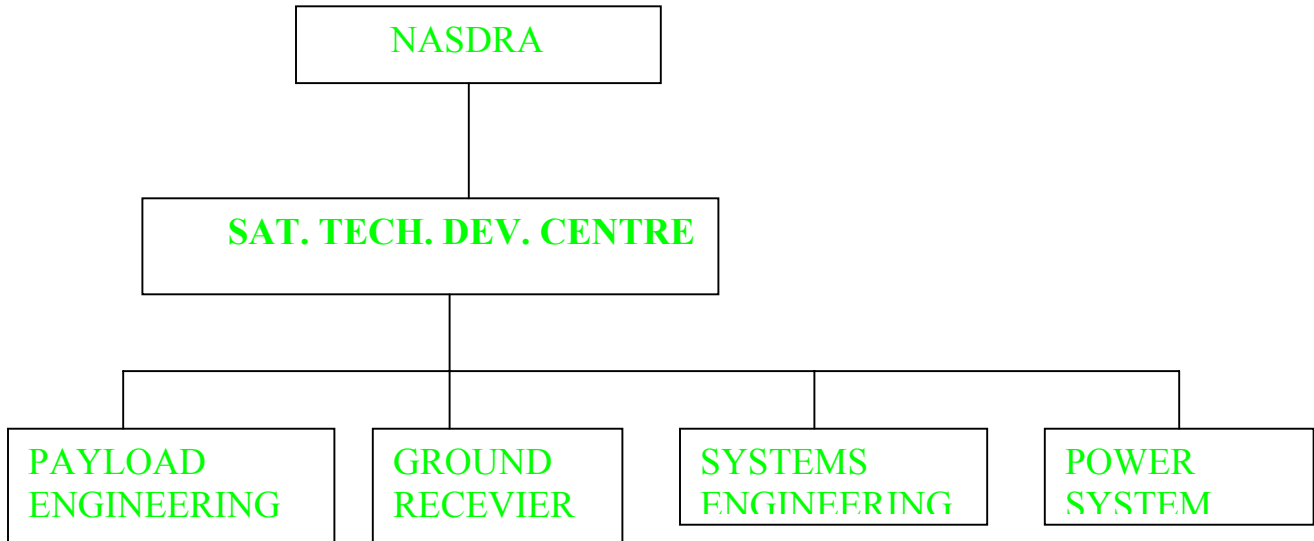 NASDRA
SAT. TECH. DEV. CENTRE
PAYLOAD
ENGINEERING
GROUND
RECEVIER
SYSTEMS
ENGINEERING
POWER
SYSTEM